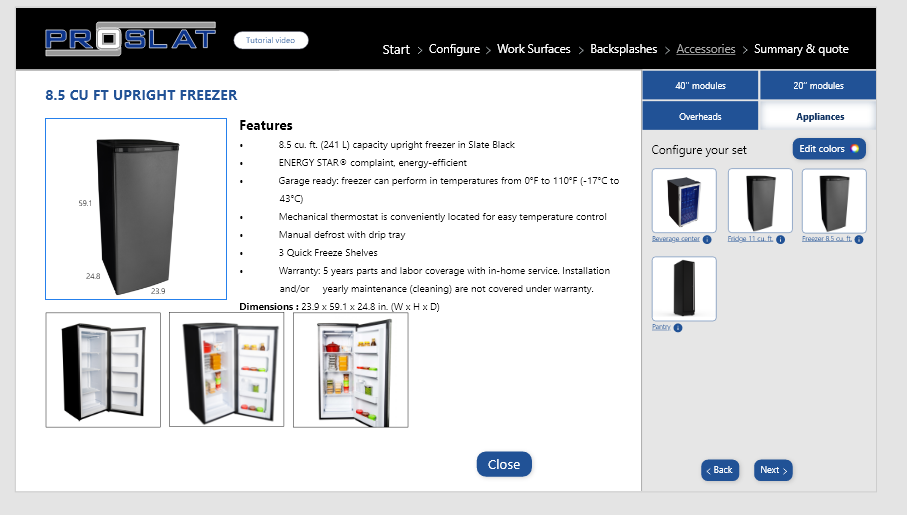 PROSLAT
Tutorial video
Start > Configure > Work Surfaces > Backsplashes > Accessories > Summary & quote
8.5 CU FT UPRIGHT FREEZER
59.1
24.8
23.9
Features
• 8.5 cu. ft. (241 L) capacity upright freezer in Slate Black
• ENERGY STAR® complaint, energy-efficient
• Garage ready: freezer can perform in temperatures from 0°F to 110°F (-17°C to
43°C)
• Mechanical thermostat is conveniently located for easy temperature control
• Manual defrost with drip tray
• 3 Quick Freeze Shelves
• Warranty: 5 years parts and labor coverage with in-home service. Installation
and/or yearly maintenance (cleaning) are not covered under warranty.
Dimensions : 23.9 x 59.1 x 24.8 in. (W x H x D)
Close
40" modules
20" modules
Overheads
Appliances
Configure your set
Edit colors
Beverage center i
Fridge 11 cu. ft. i
Freezer 8.5 cu. ft. i
Pantry i
< Back
Next >